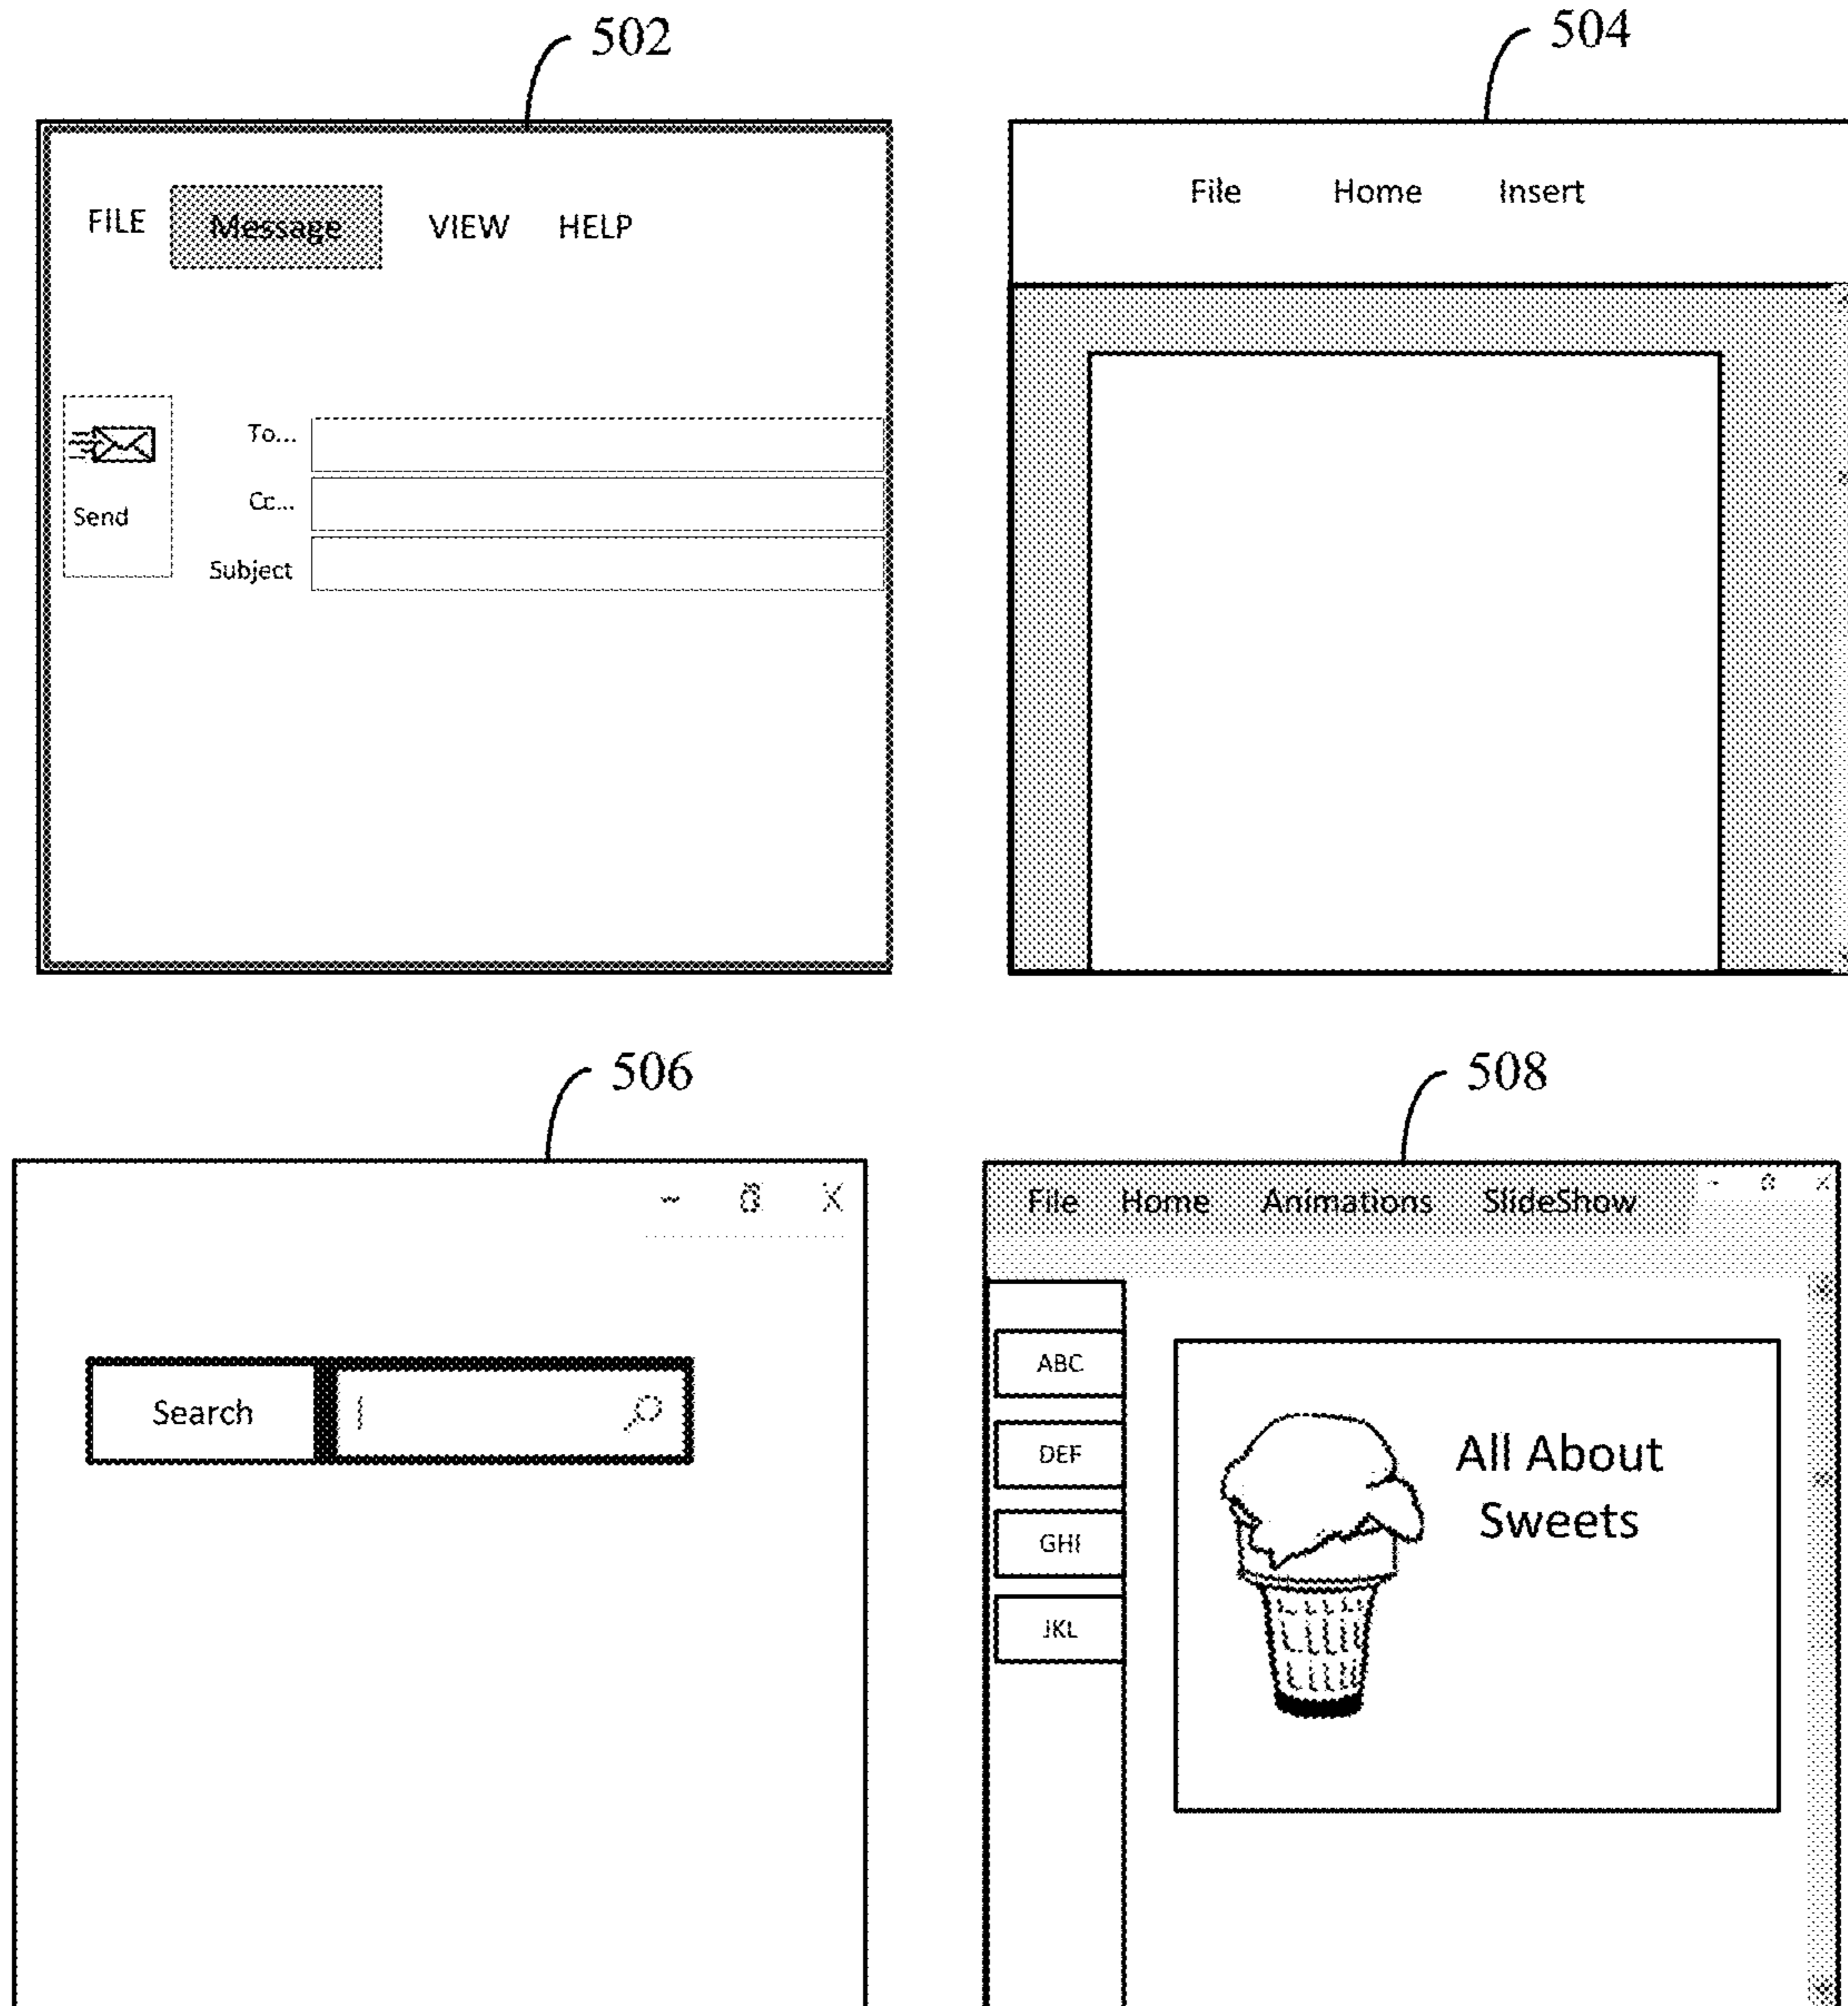 502
504
FILE Message VIEW HELP
File Home Insert
To...
Cc...
Send
Subject
506
508
File Home Animations SlideShow
Search
ABC
DEF
GHI
JKL
All About
Sweets